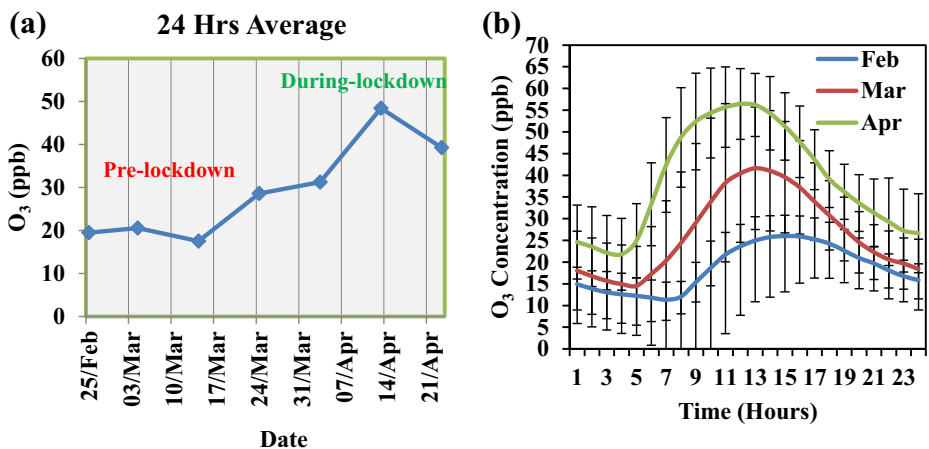 (a)
24 Hrs Average
60
50
40
30
20
10
0
O3 (ppb)
Pre-lockdown
During-lockdown
25/Feb
03/Mar
10/Mar
17/Mar
24/Mar
31/Mar
07/Apr
14/Apr
21/Apr
Date
(b)
70
65
60
55
50
45
40
35
30
25
20
15
10
5
0
O3 Concentration (ppb)
Feb
Mar
Apr
1 3 5 7 9 11 13 15 17 19 21 23
Time (Hours)